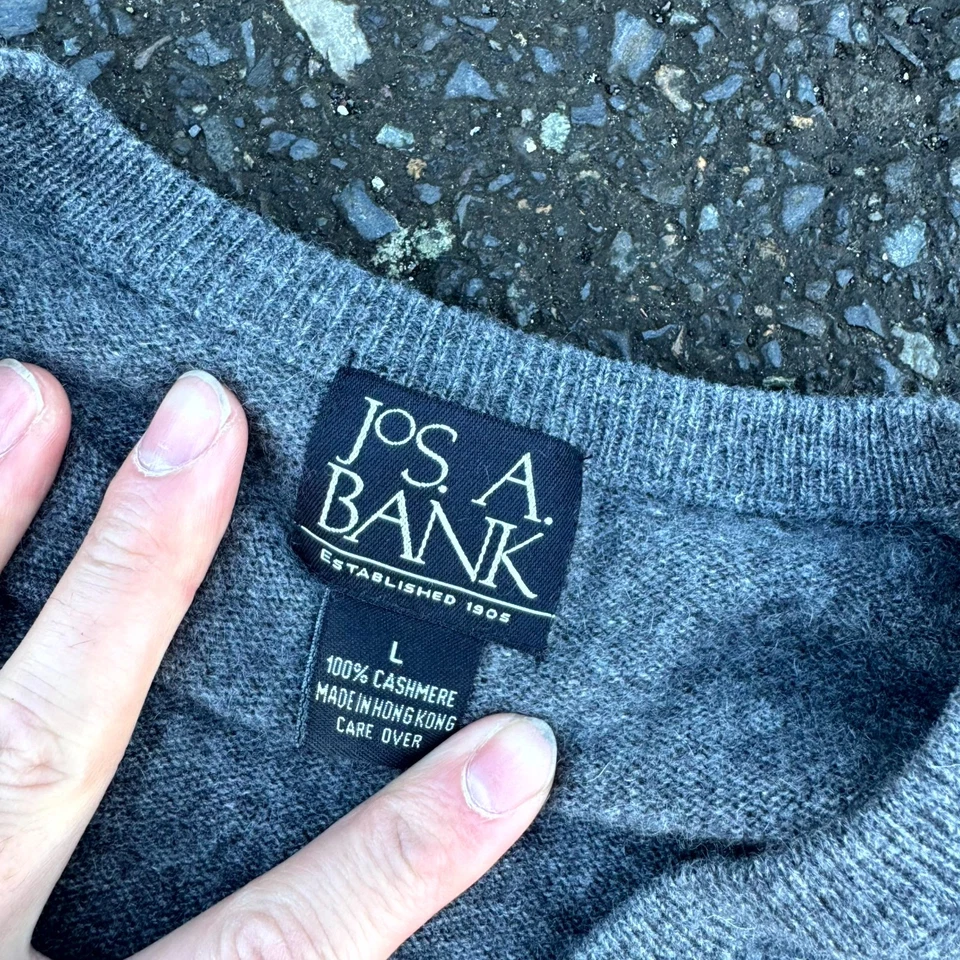 JOS. A.
BANK
ESTABLISHED 1905
L
100% CASHMERE
MADE IN HONG KONG
CARE OVER